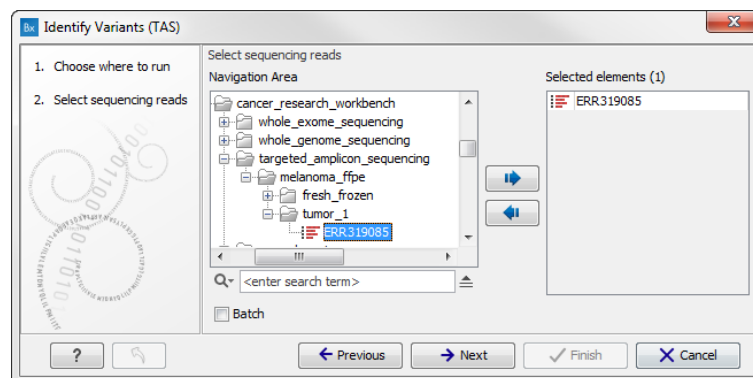 Bx Identify Variants (TAS)
x
1. Choose where to run
2. Select sequencing reads
Select sequencing reads
Navigation Area
cancer_research_workbench
whole_exome_sequencing
whole_genome_sequencing
targeted_amplicon_sequencing
melanoma_ffpe
fresh_frozen
tumor_1
ERR319085
<enter search term>
Batch
Selected elements (1)
ERR319085
?
Previous
Next
Finish
Cancel